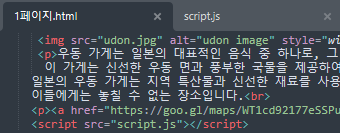 1페이지.html
script.js
<img src="udon.jpg" alt="udon image" style="wi
<p>우동 가게는 일본의 대표적인 음식 중 하나로, 그
이 가게는 신선한 우동 면과 풍부한 국물을 제공하여
일본의 우동 가게는 지역 특산물과 신선한 재료를 사용
이들에게는 놓칠 수 없는 장소입니다.<br>
<p><a href="https://goo.gl/maps/WT1cd92177eSSPu
<script src="script.js"></script>